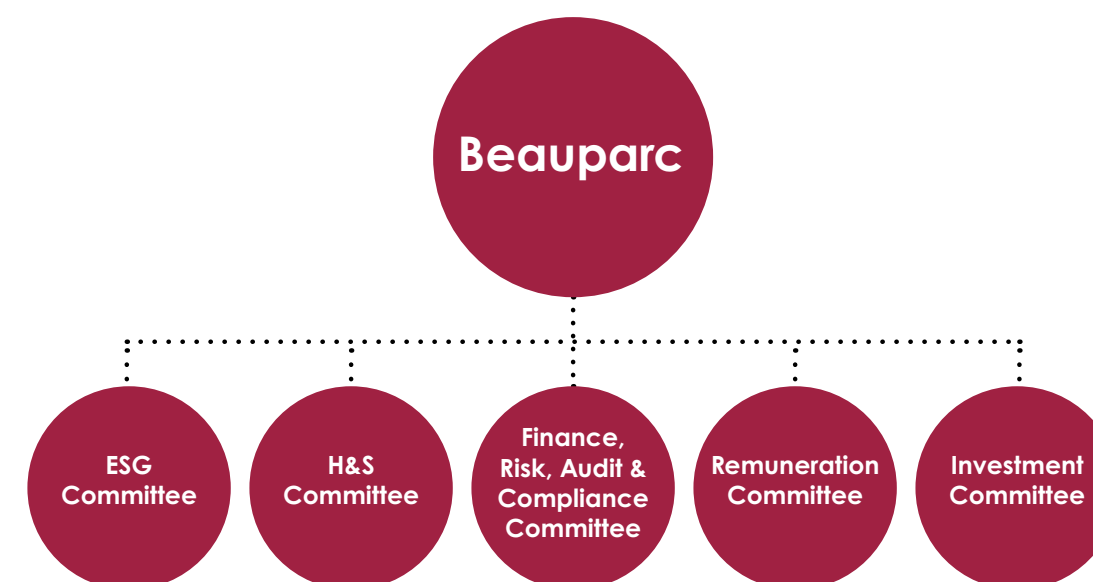 Beauparc
ESG
Committee
H&S
Committee
Finance,
Risk, Audit &
Compliance
Committee
Remuneration
Committee
Investment
Committee